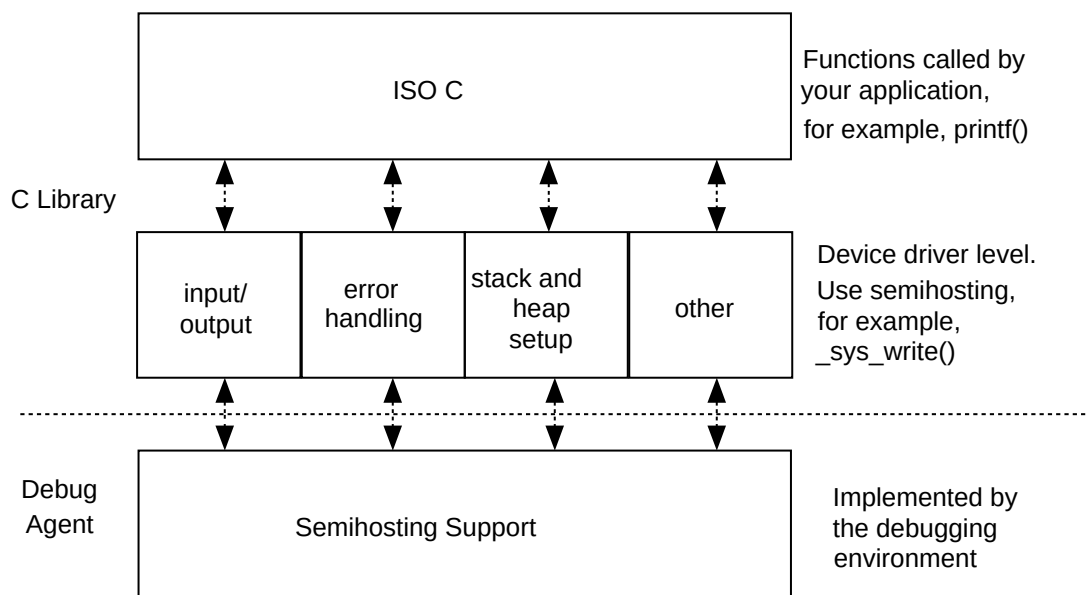 ISO C
Functions called by
your application,
for example, printf()
C Library
input/
output
error
handling
stack and
heap
setup
other
Device driver level.
Use semihosting,
for example,
_sys_write()
Debug
Agent
Semihosting Support
Implemented by
the debugging
environment